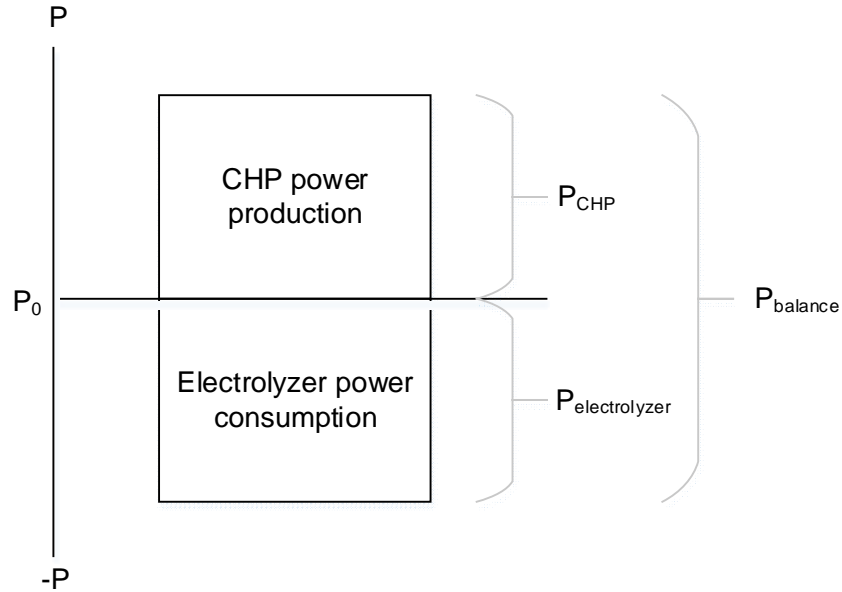 P
CHP power
production
P_CHP
P_0
P_balance
Electrolyzer power
consumption
P_electrolyzer
-P